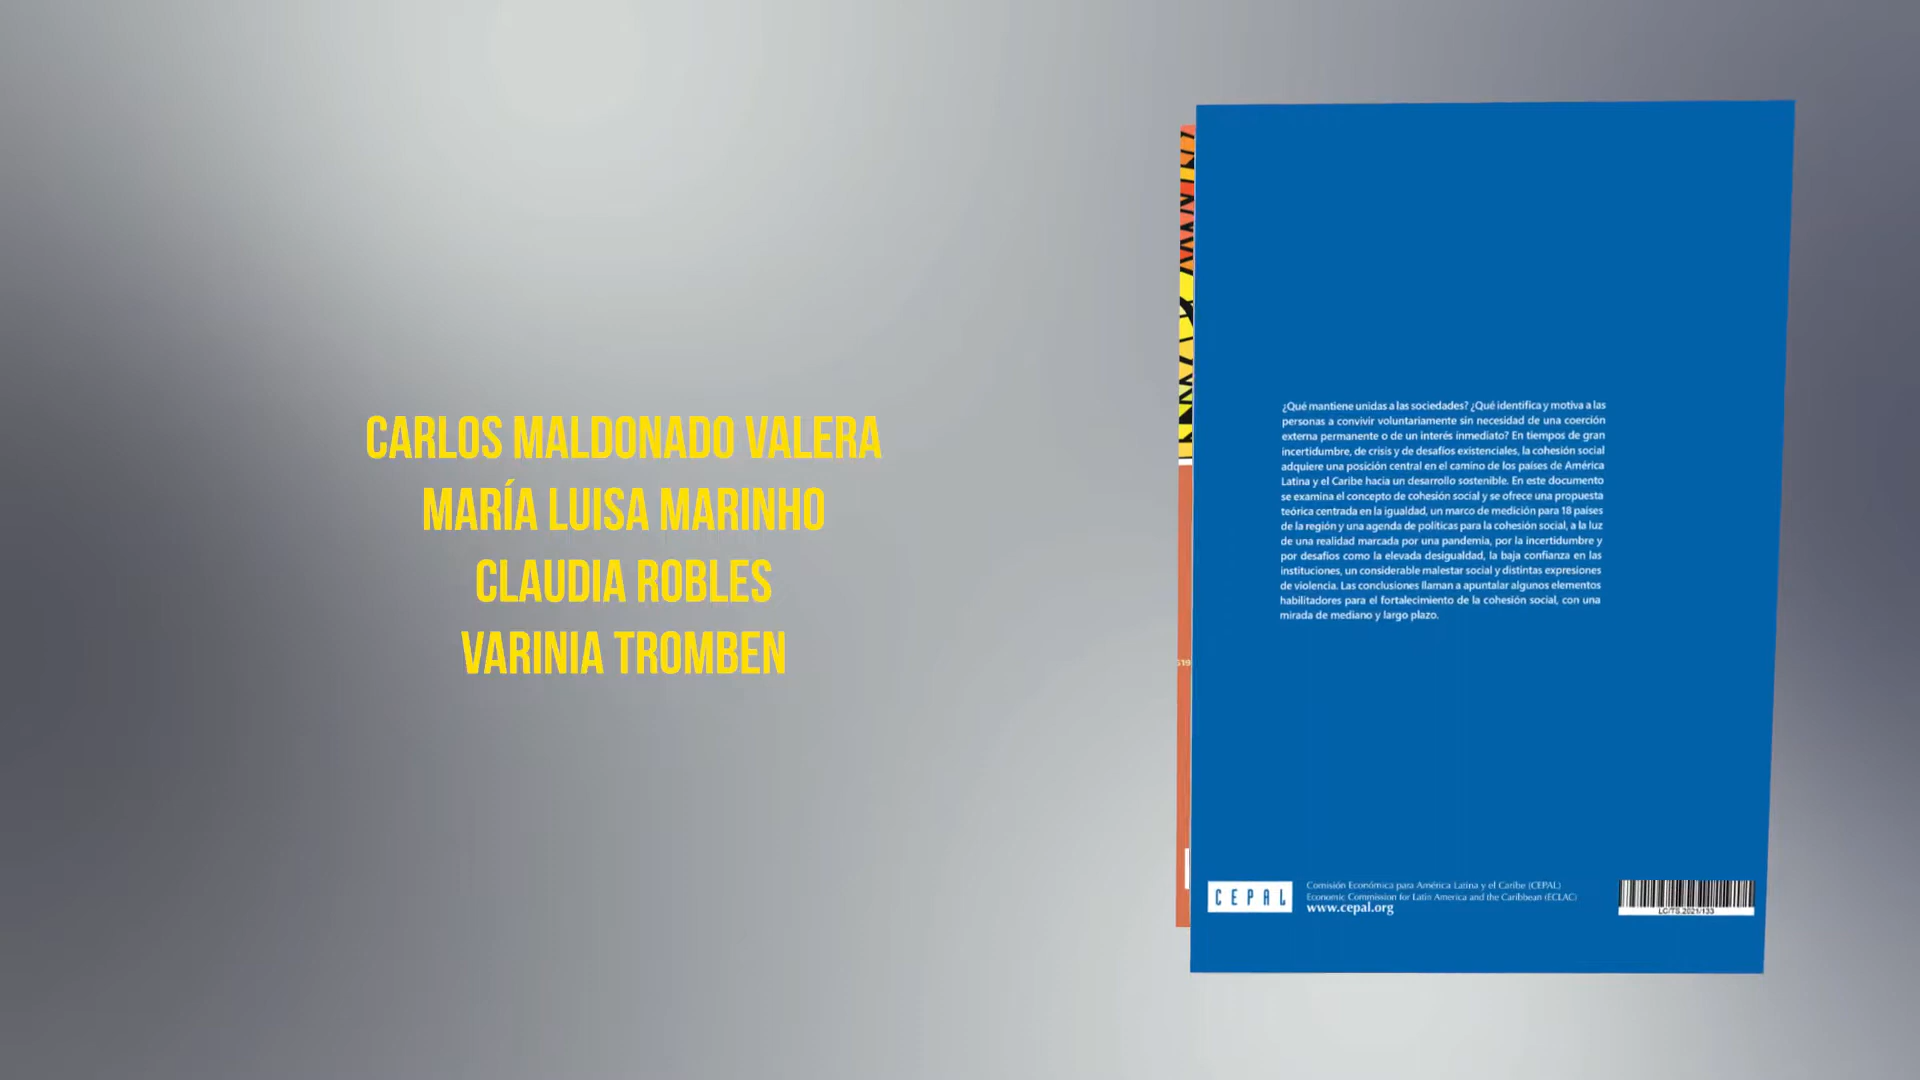 CARLOS MALDONADO VALERA
MARÍA LUISA MARINHO
CLAUDIA ROBLES
VARINIA TROMBEN
¿Qué mantiene unidas a las sociedades? ¿Qué identifica y motiva a las
personas a convivir voluntariamente sin necesidad de una coerción
externa permanente o de un interés inmediato? En tiempos de gran
incertidumbre, de crisis y de desafíos existenciales, la cohesión social
adquiere una posición central en el camino de los países de América
Latina y el Caribe hacia un desarrollo sostenible. En este documento
se examina el concepto de cohesión social y se ofrece una propuesta
teórica centrada en la igualdad, un marco de medición para 18 países
de la región y una agenda de políticas para la cohesión social, a la luz
de una realidad marcada por una pandemia, por la incertidumbre y
por desafíos como la elevada desigualdad, la baja confianza en las
instituciones, un considerable malestar social y distintas expresiones
de violencia. Las conclusiones llaman a apuntalar algunos elementos
habilitadores para el fortalecimiento de la cohesión social, con una
mirada de mediano y largo plazo.
CEPAL
Comisión Económica para América Latina y el Caribe (CEPAL)
Economic Commission for Latin America and the Caribbean (ECLAC)
www.cepal.org
LC/TS.2021/133